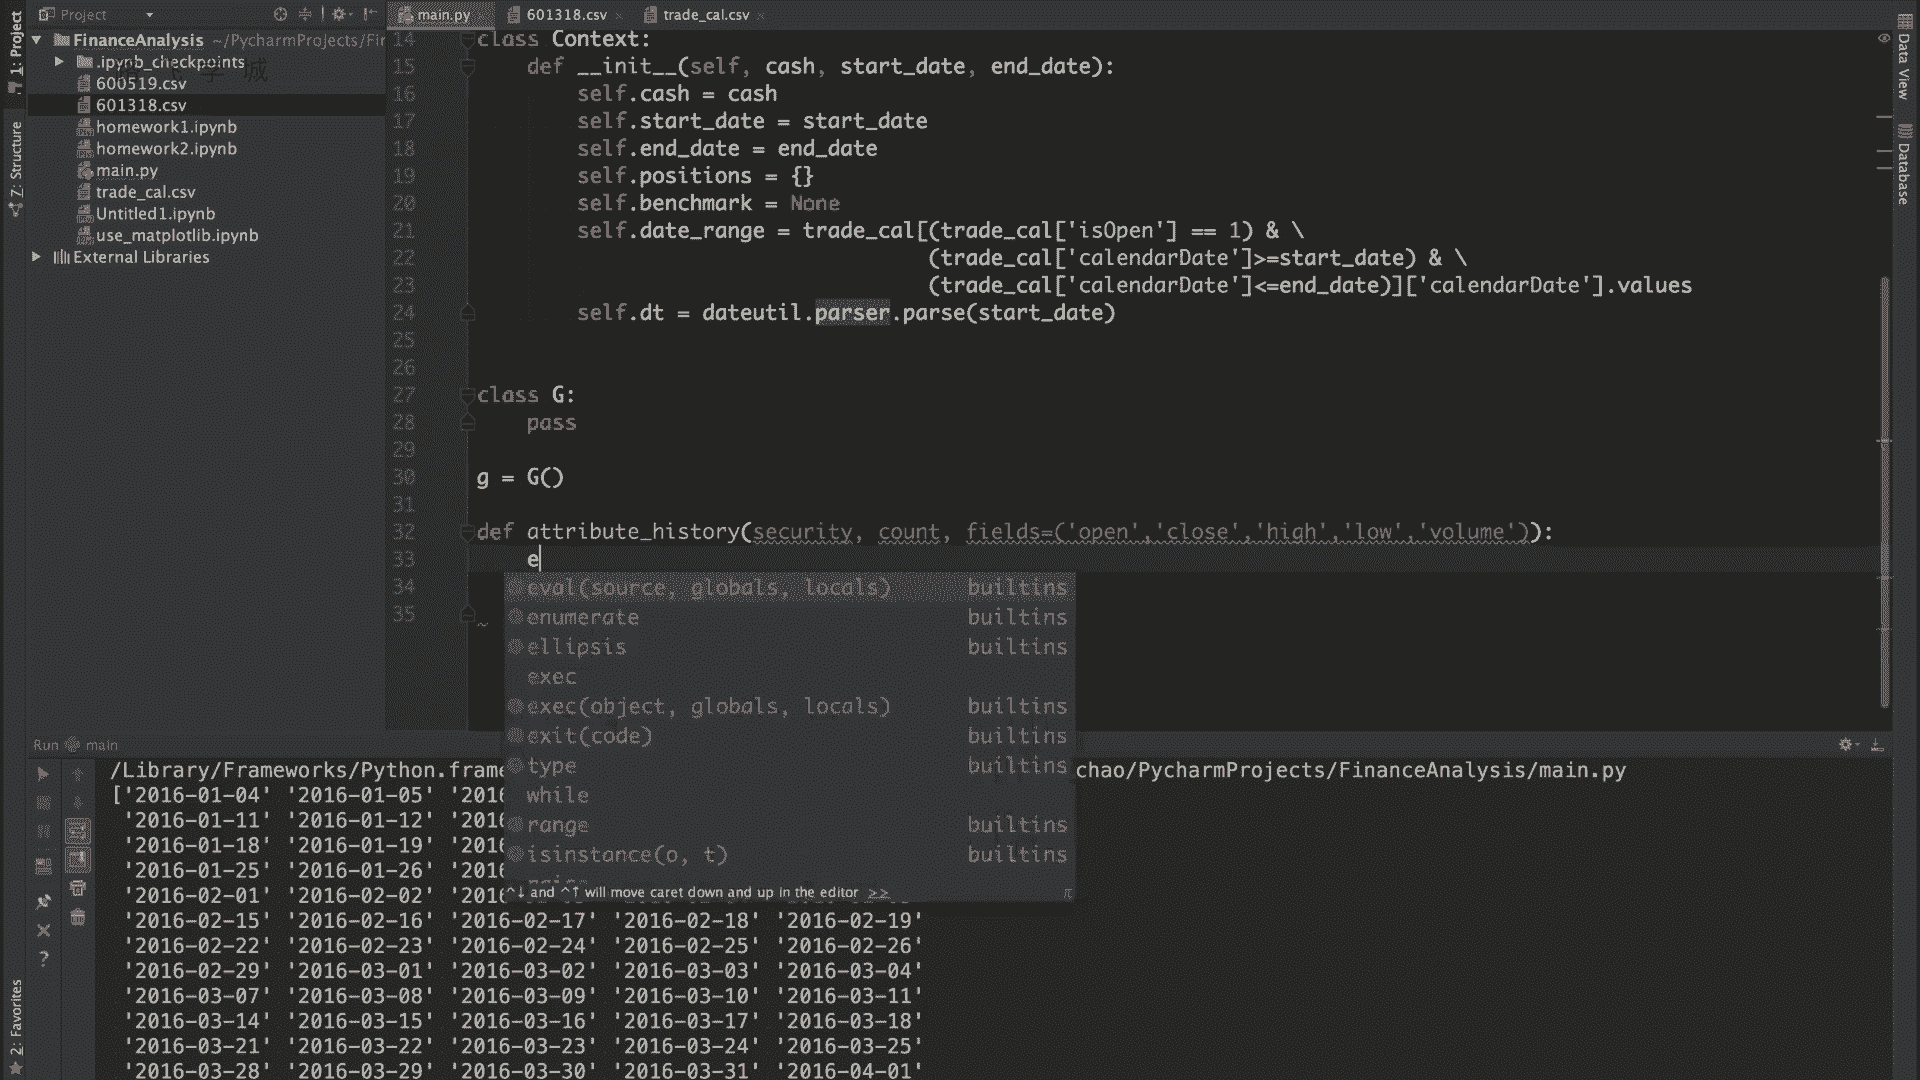 Project
main.py
601318.csv
trade_cal.csv
1: Project
7: Structure
2: Favorites
Data View
Database
FinanceAnalysis ~/PycharmProjects/Fir
.ipynb_checkpoints
600519.csv
601318.csv
homework1.ipynb
homework2.ipynb
main.py
trade_cal.csv
Untitled1.ipynb
use_matplotlib.ipynb
External Libraries
14 class Context:
15 def __init__(self, cash, start_date, end_date):
16 self.cash = cash
17 self.start_date = start_date
18 self.end_date = end_date
19 self.positions = {}
20 self.benchmark = None
21 self.date_range = trade_cal[(trade_cal['isOpen'] == 1) & \
22 (trade_cal['calendarDate']>=start_date) & \
23 (trade_cal['calendarDate']<=end_date)]['calendarDate'].values
24 self.dt = dateutil.parser.parse(start_date)
25
26
27 class G:
28 pass
29
30 g = G()
31
32 def attribute_history(security, count, fields=('open','close','high','low','volume')):
33 e
34
35
eval(source, globals, locals) builtins
enumerate builtins
ellipsis builtins
exec
exec(object, globals, locals) builtins
exit(code) builtins
type builtins
while
range builtins
isinstance(o, t) builtins
^↓ and ^↑ will move caret down and up in the editor >> π
Run main
/Library/Frameworks/Python.frame chao/PycharmProjects/FinanceAnalysis/main.py
['2016-01-04' '2016-01-05' '2016
'2016-01-11' '2016-01-12' '2016
'2016-01-18' '2016-01-19' '2016
'2016-01-25' '2016-01-26' '2016
'2016-02-01' '2016-02-02' '2016
'2016-02-15' '2016-02-16' '2016-02-17' '2016-02-18' '2016-02-19'
'2016-02-22' '2016-02-23' '2016-02-24' '2016-02-25' '2016-02-26'
'2016-02-29' '2016-03-01' '2016-03-02' '2016-03-03' '2016-03-04'
'2016-03-07' '2016-03-08' '2016-03-09' '2016-03-10' '2016-03-11'
'2016-03-14' '2016-03-15' '2016-03-16' '2016-03-17' '2016-03-18'
'2016-03-21' '2016-03-22' '2016-03-23' '2016-03-24' '2016-03-25'
'2016-03-28' '2016-03-29' '2016-03-30' '2016-03-31' '2016-04-01'